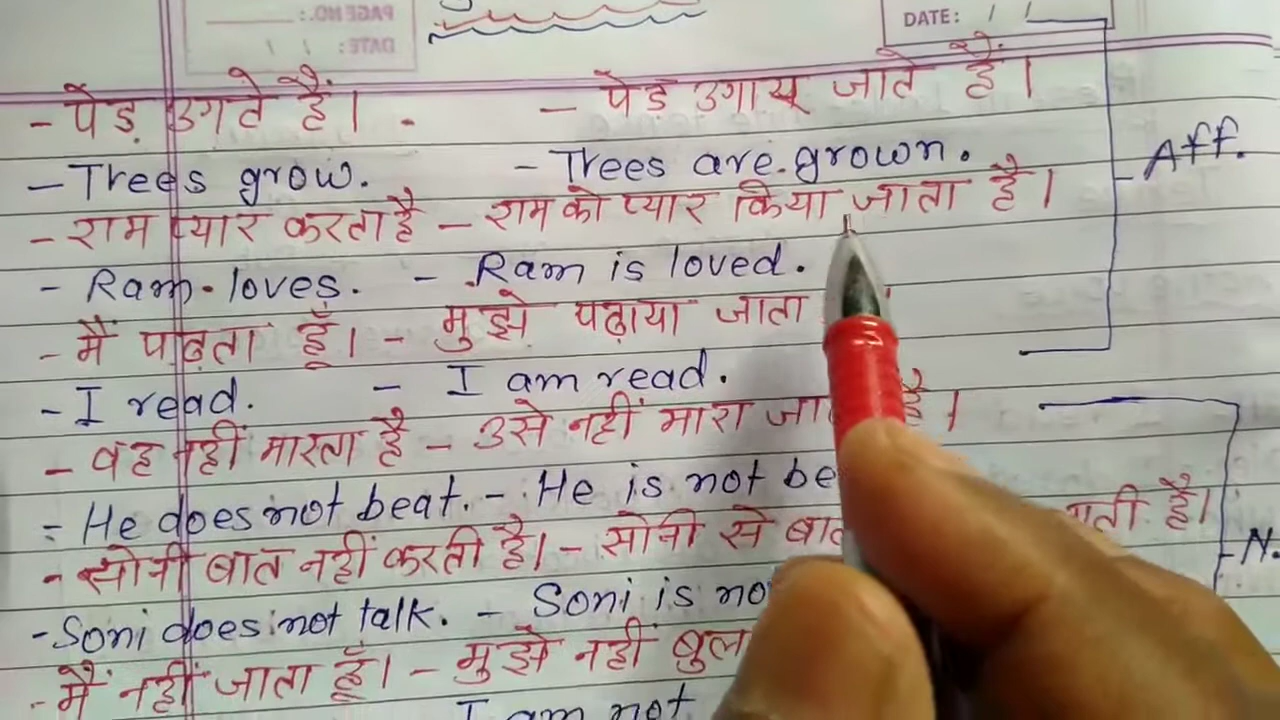 PAGE NO.:
DATE: / /
DATE: / /
- पेड़ उगते हैं। - पेड़ उगाए जाते हैं।
- Trees grow. - Trees are grown.
Aff.
- राम प्यार करता है - राम को प्यार किया जाता है।
- Ram loves. - Ram is loved.
- मैं पढ़ता हूँ। - मुझे पढ़ाया जाता
- I read. - I am read.
- वह नहीं मारता है - उसे नहीं मारा जा है।
= He does not beat. - He is not be
- सोनी बात नहीं करती है। - सोनी से बात है।
N.
- Soni does not talk. - Soni is no
- मैं नहीं जाता हूँ। - मुझे नहीं बुल
I am not